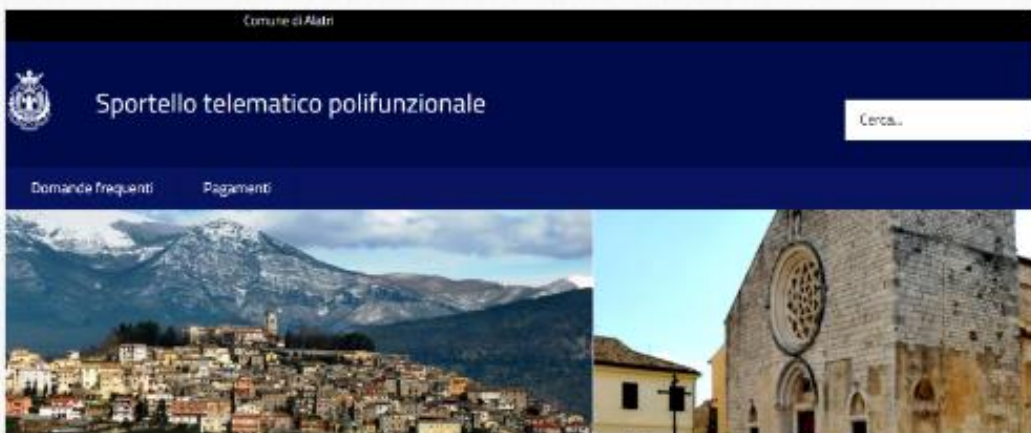 Comune di Alatri
Sportello telematico polifunzionale
Cerca...
Domande frequenti Pagamenti